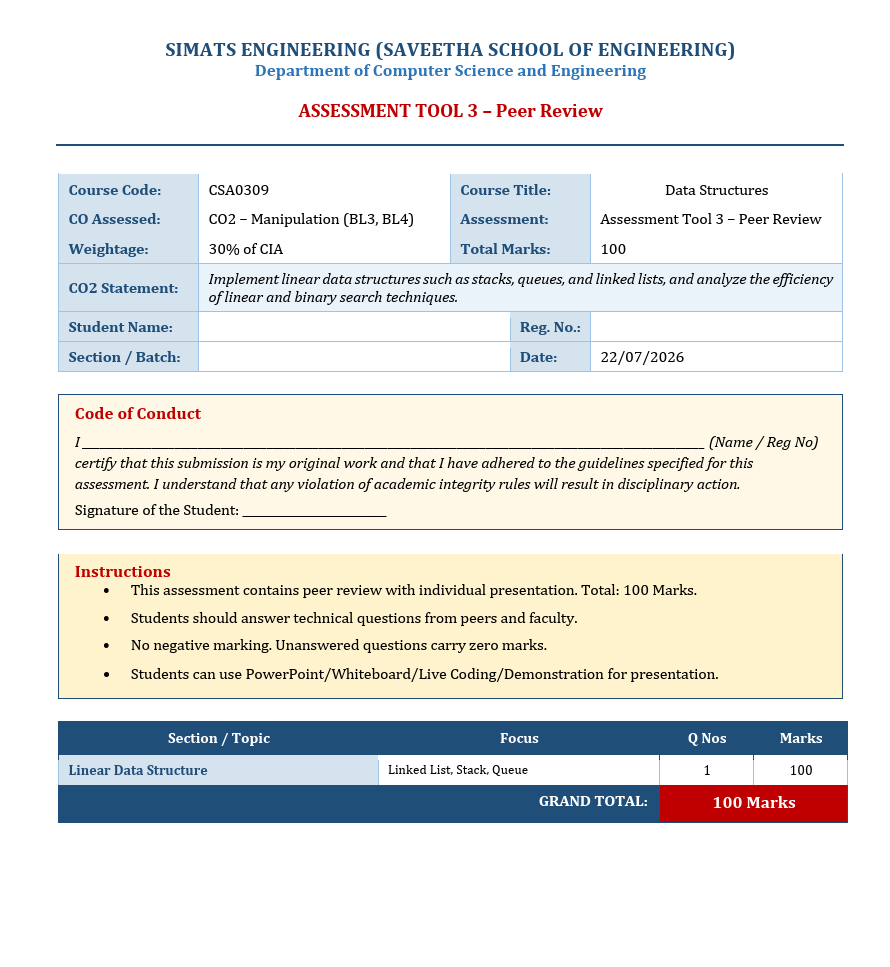 SIMATS ENGINEERING (SAVEETHA SCHOOL OF ENGINEERING)
Department of Computer Science and Engineering
ASSESSMENT TOOL 3 – Peer Review
Course Code: CSA0309 Course Title: Data Structures
CO Assessed: CO2 – Manipulation (BL3, BL4) Assessment: Assessment Tool 3 – Peer Review
Weightage: 30% of CIA Total Marks: 100
CO2 Statement: Implement linear data structures such as stacks, queues, and linked lists, and analyze the efficiency
of linear and binary search techniques.
Student Name: Reg. No.:
Section / Batch: Date: 22/07/2026
Code of Conduct
I ______________________________________________________________________________________ (Name / Reg No)
certify that this submission is my original work and that I have adhered to the guidelines specified for this
assessment. I understand that any violation of academic integrity rules will result in disciplinary action.
Signature of the Student: ____________________
Instructions
• This assessment contains peer review with individual presentation. Total: 100 Marks.
• Students should answer technical questions from peers and faculty.
• No negative marking. Unanswered questions carry zero marks.
• Students can use PowerPoint/Whiteboard/Live Coding/Demonstration for presentation.
Section / Topic Focus Q Nos Marks
Linear Data Structure Linked List, Stack, Queue 1 100
GRAND TOTAL: 100 Marks